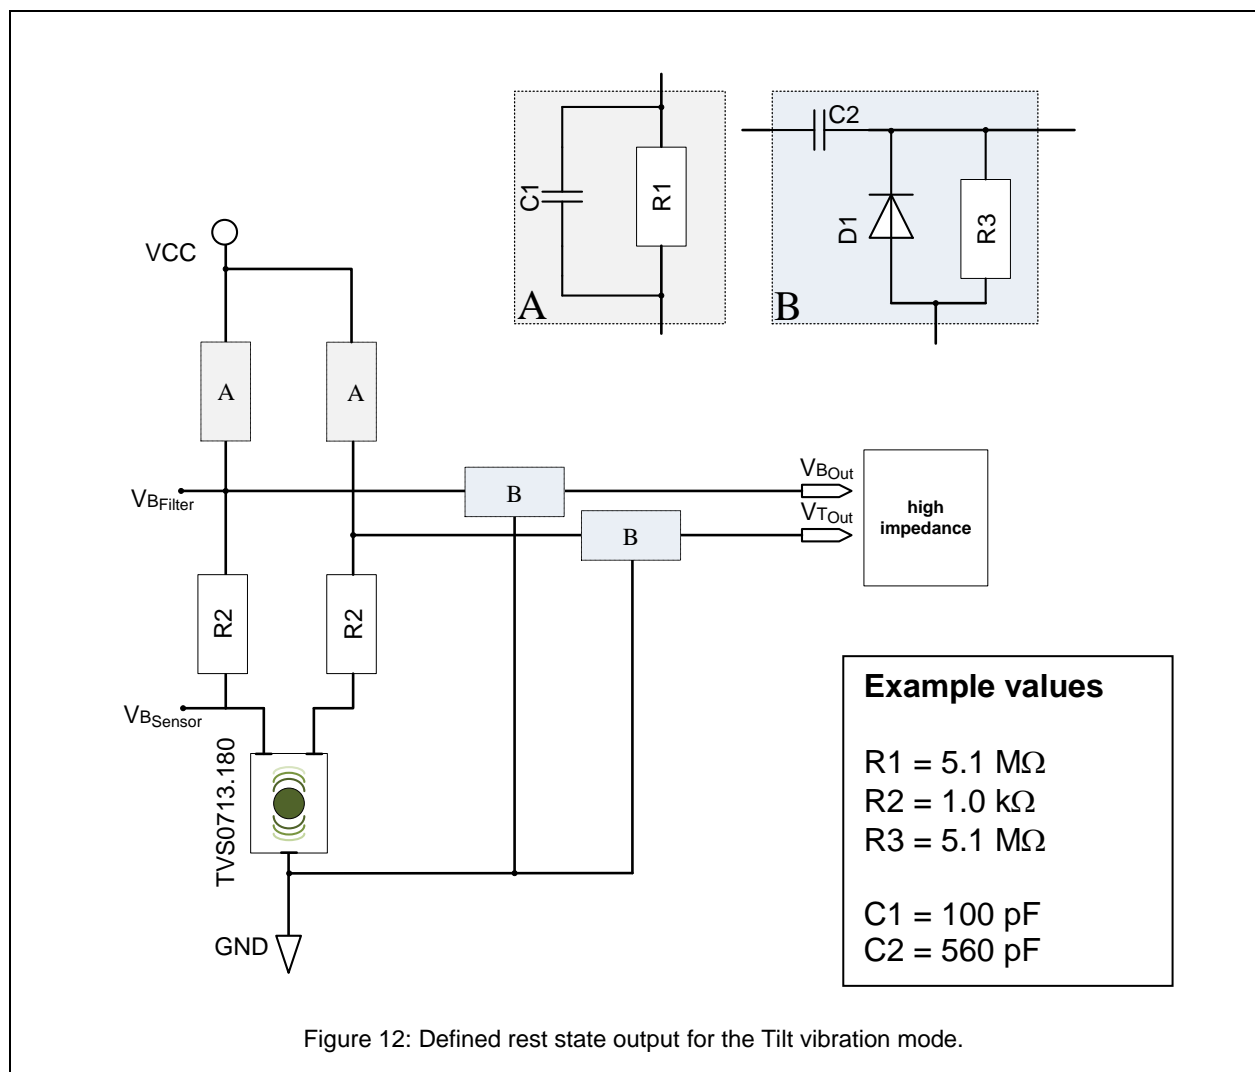 C2
C1
R1
D1
R3
A
B
VCC
A
A
VBFilter
B
VBOut
VTOut
B
high
impedance
R2
R2
VBSensor
TVS0713.180
GND
Example values
R1 = 5.1 MΩ
R2 = 1.0 kΩ
R3 = 5.1 MΩ
C1 = 100 pF
C2 = 560 pF
Figure 12: Defined rest state output for the Tilt vibration mode.